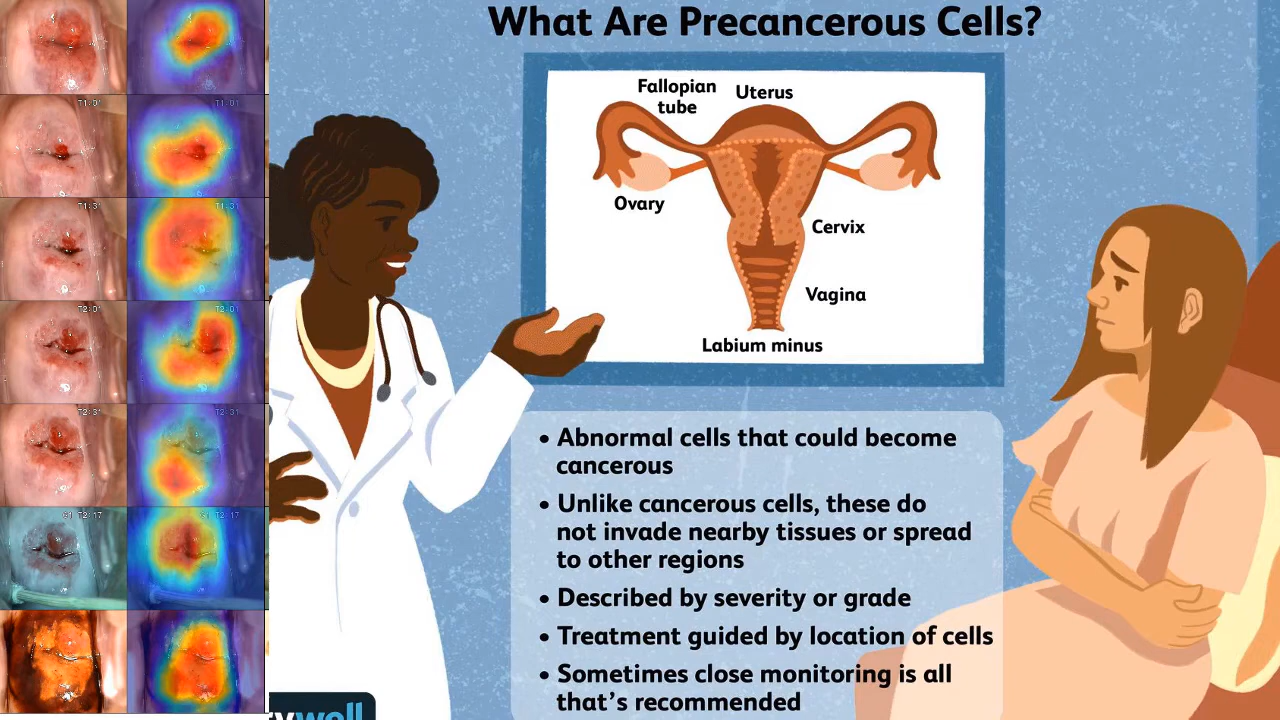 What Are Precancerous Cells?
Fallopian
tube
Uterus
Ovary
Cervix
Vagina
Labium minus
• Abnormal cells that could become
cancerous
• Unlike cancerous cells, these do
not invade nearby tissues or spread
to other regions
• Described by severity or grade
• Treatment guided by location of cells
• Sometimes close monitoring is all
that's recommended